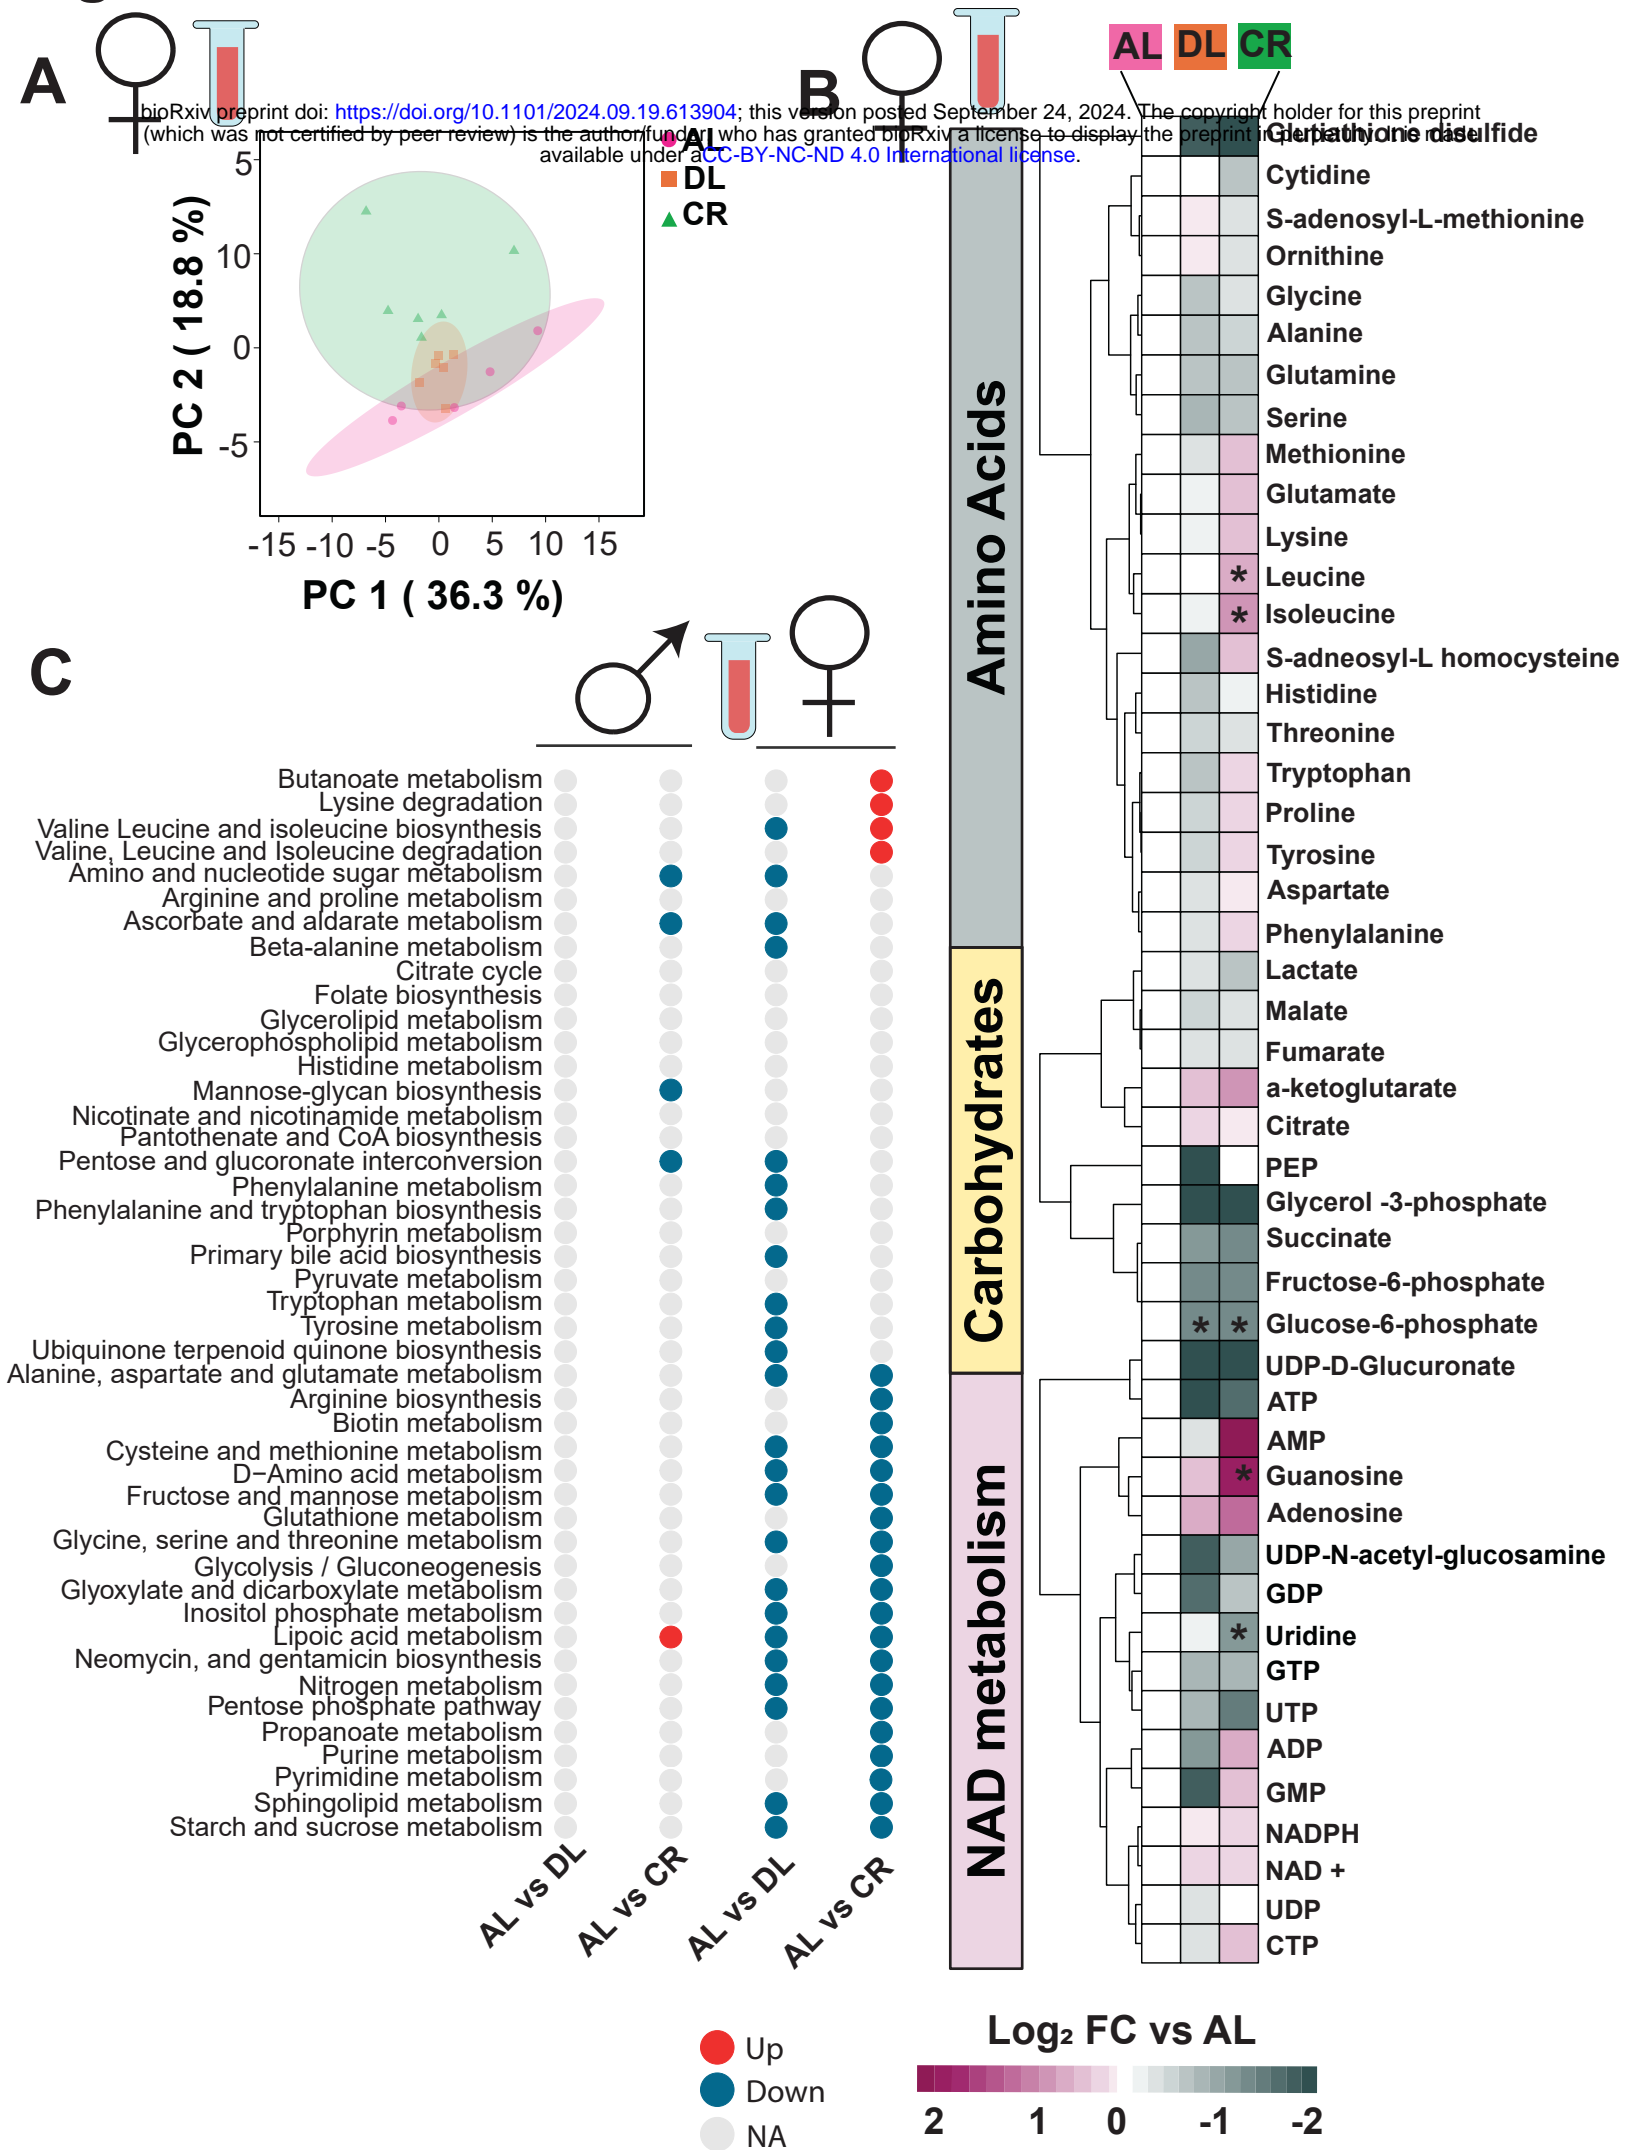 A
B
AL DL CR
bioRxiv preprint doi: https://doi.org/10.1101/2024.09.19.613904; this version posted September 24, 2024. The copyright holder for this preprint
(which was not certified by peer review) is the author/funder, who has granted bioRxiv a license to display the preprint in perpetuity. It is made
available under aCC-BY-NC-ND 4.0 International license.
AL
DL
CR
5
10
0
-5
PC 2 ( 18.8 %)
-15 -10 -5 0 5 10 15
PC 1 ( 36.3 %)
Amino Acids
Carbohydrates
NAD metabolism
Glutathione disulfide
Cytidine
S-adenosyl-L-methionine
Ornithine
Glycine
Alanine
Glutamine
Serine
Methionine
Glutamate
Lysine
* Leucine
* Isoleucine
S-adneosyl-L homocysteine
Histidine
Threonine
Tryptophan
Proline
Tyrosine
Aspartate
Phenylalanine
Lactate
Malate
Fumarate
a-ketoglutarate
Citrate
PEP
Glycerol -3-phosphate
Succinate
Fructose-6-phosphate
* * Glucose-6-phosphate
UDP-D-Glucuronate
ATP
AMP
* Guanosine
Adenosine
UDP-N-acetyl-glucosamine
GDP
* Uridine
GTP
UTP
ADP
GMP
NADPH
NAD +
UDP
CTP
Log₂ FC vs AL
2 1 0 -1 -2
C
Butanoate metabolism
Lysine degradation
Valine Leucine and isoleucine biosynthesis
Valine, Leucine and Isoleucine degradation
Amino and nucleotide sugar metabolism
Arginine and proline metabolism
Ascorbate and aldarate metabolism
Beta-alanine metabolism
Citrate cycle
Folate biosynthesis
Glycerolipid metabolism
Glycerophospholipid metabolism
Histidine metabolism
Mannose-glycan biosynthesis
Nicotinate and nicotinamide metabolism
Pantothenate and CoA biosynthesis
Pentose and glucoronate interconversion
Phenylalanine metabolism
Phenylalanine and tryptophan biosynthesis
Porphyrin metabolism
Primary bile acid biosynthesis
Pyruvate metabolism
Tryptophan metabolism
Tyrosine metabolism
Ubiquinone terpenoid quinone biosynthesis
Alanine, aspartate and glutamate metabolism
Arginine biosynthesis
Biotin metabolism
Cysteine and methionine metabolism
D−Amino acid metabolism
Fructose and mannose metabolism
Glutathione metabolism
Glycine, serine and threonine metabolism
Glycolysis / Gluconeogenesis
Glyoxylate and dicarboxylate metabolism
Inositol phosphate metabolism
Lipoic acid metabolism
Neomycin, and gentamicin biosynthesis
Nitrogen metabolism
Pentose phosphate pathway
Propanoate metabolism
Purine metabolism
Pyrimidine metabolism
Sphingolipid metabolism
Starch and sucrose metabolism
AL vs DL
AL vs CR
AL vs DL
AL vs CR
Up
Down
NA